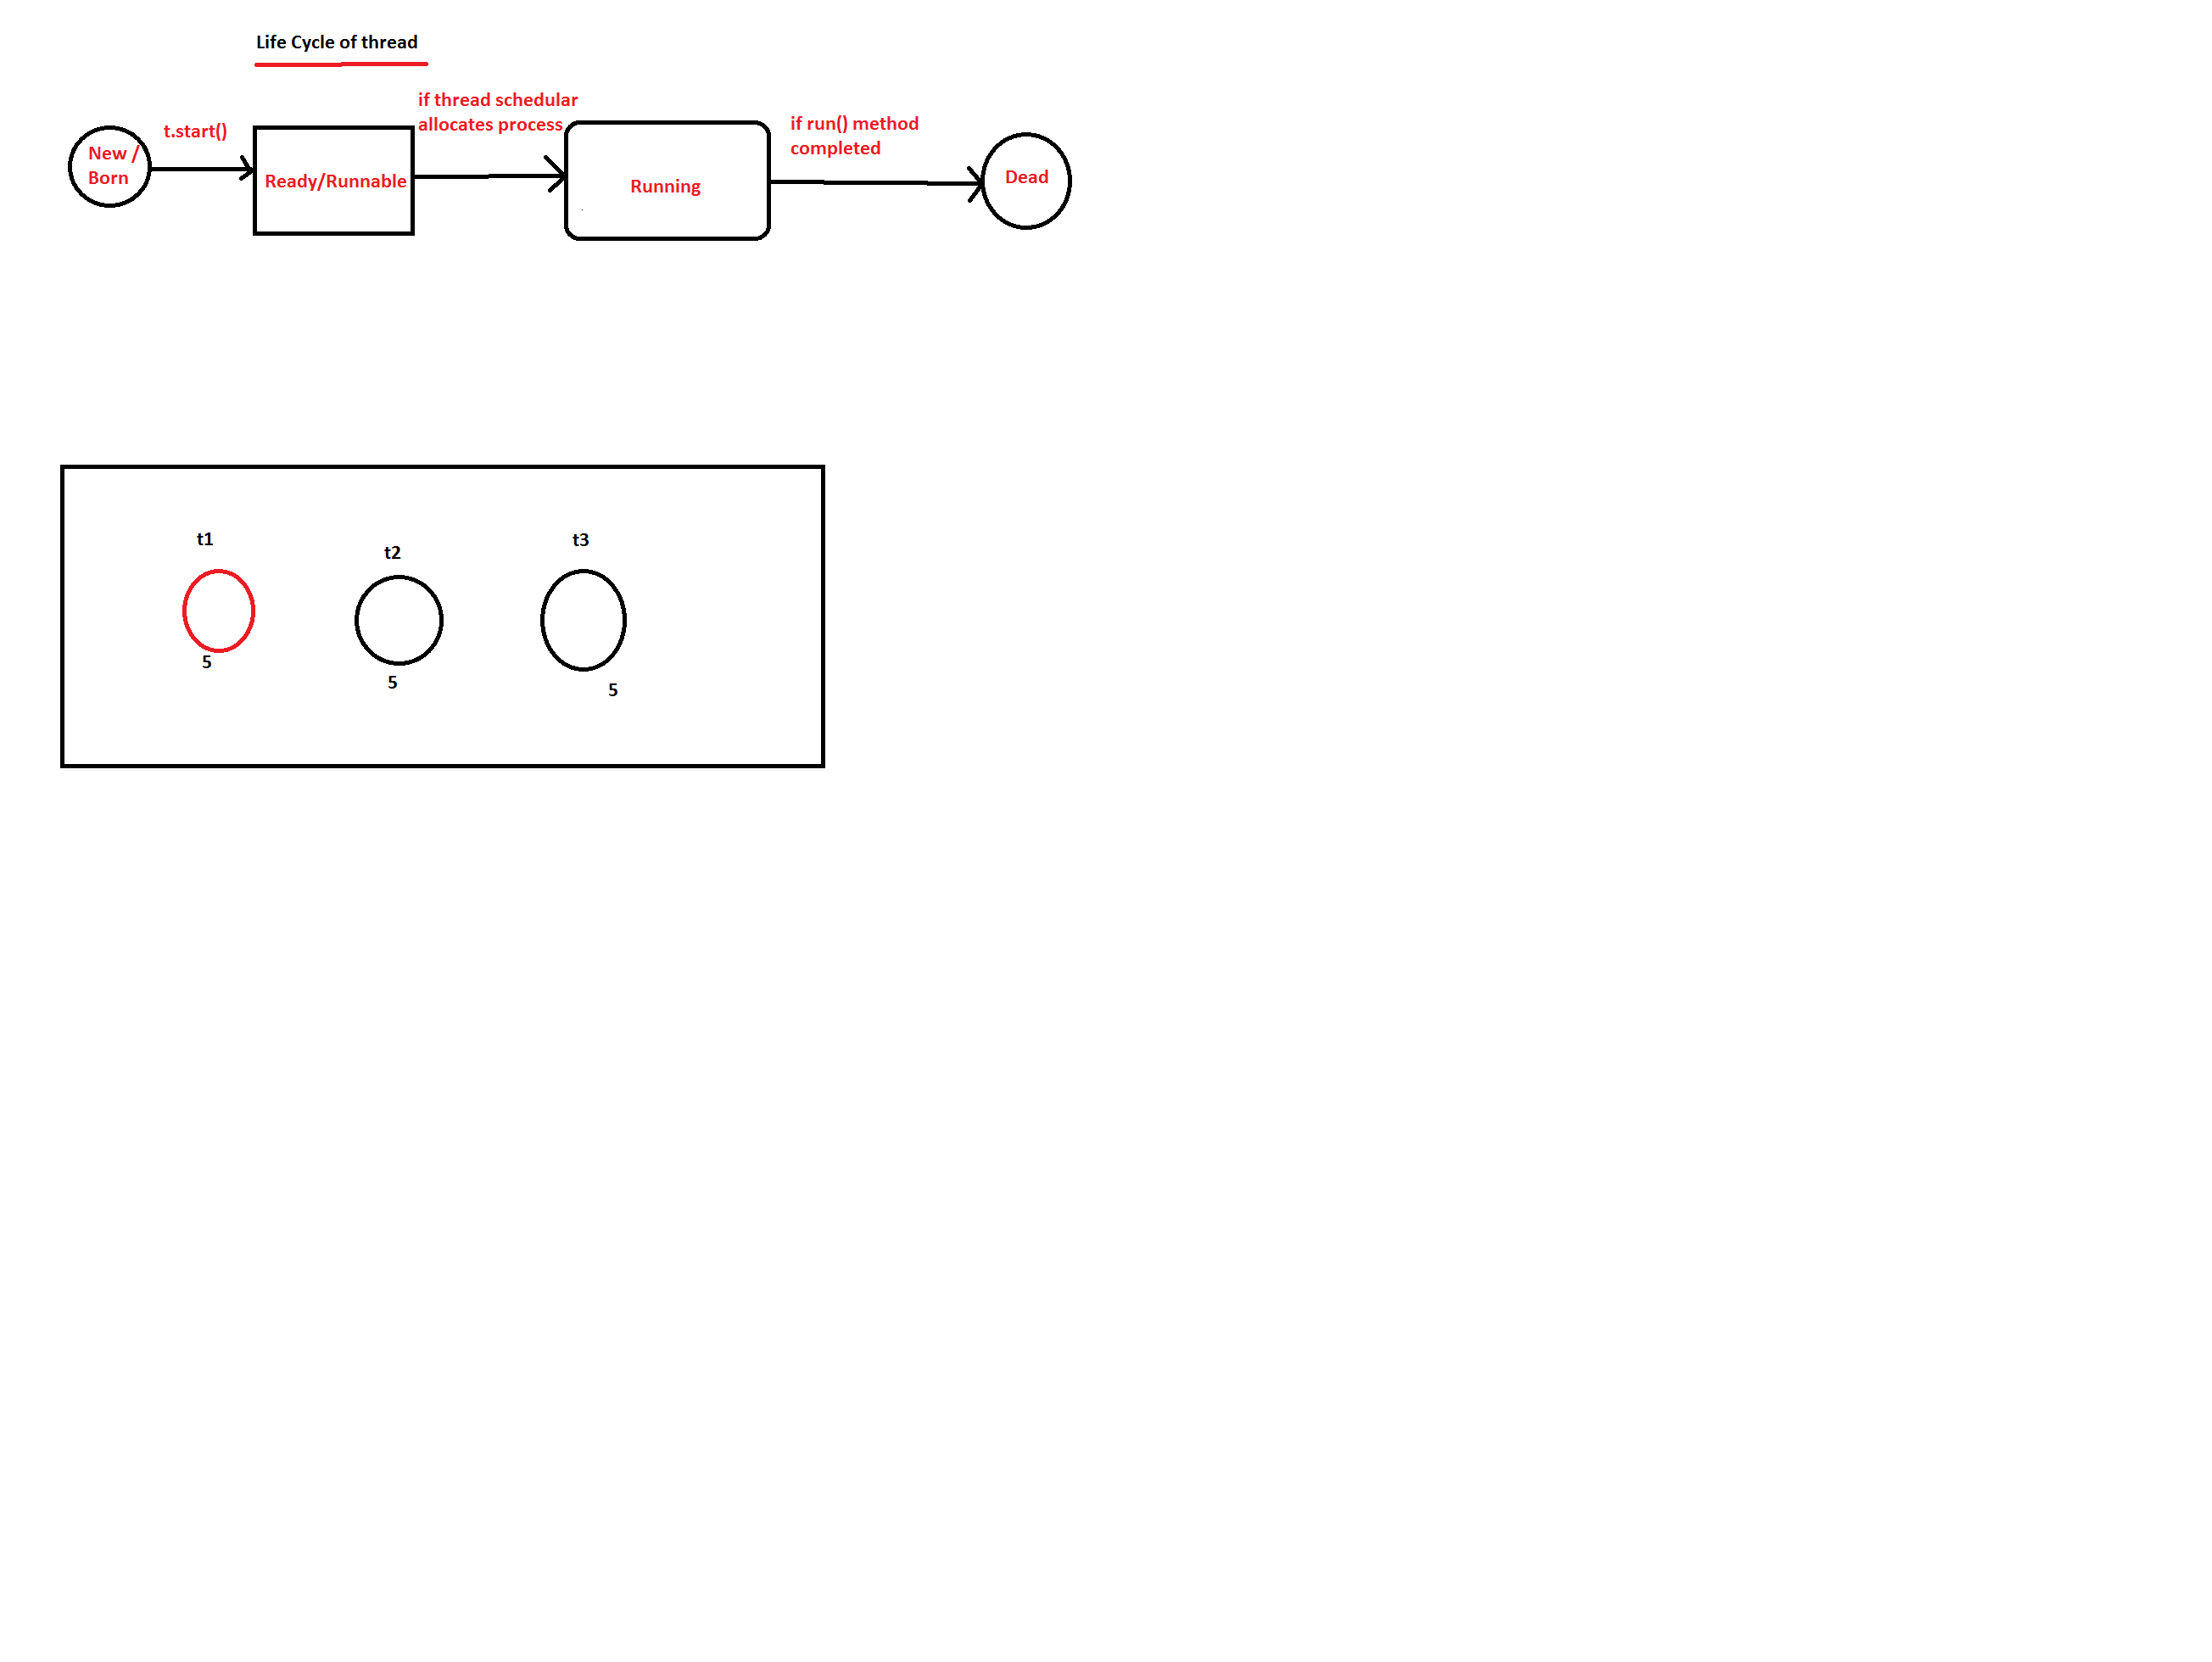 Life Cycle of thread
if thread schedular
allocates process
t.start()
if run() method
completed
New /
Born
Ready/Runnable
Running
Dead
t1
t2
t3
5
5
5